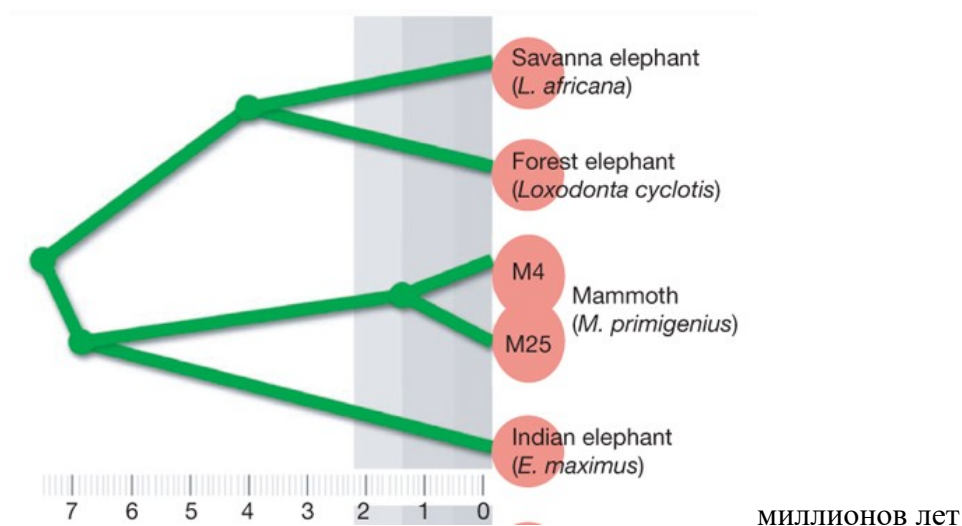 Savanna elephant
(L. africana)
Forest elephant
(Loxodonta cyclotis)
M4
Mammoth
(M. primigenius)
M25
Indian elephant
(E. maximus)
7 6 5 4 3 2 1 0
миллионов лет